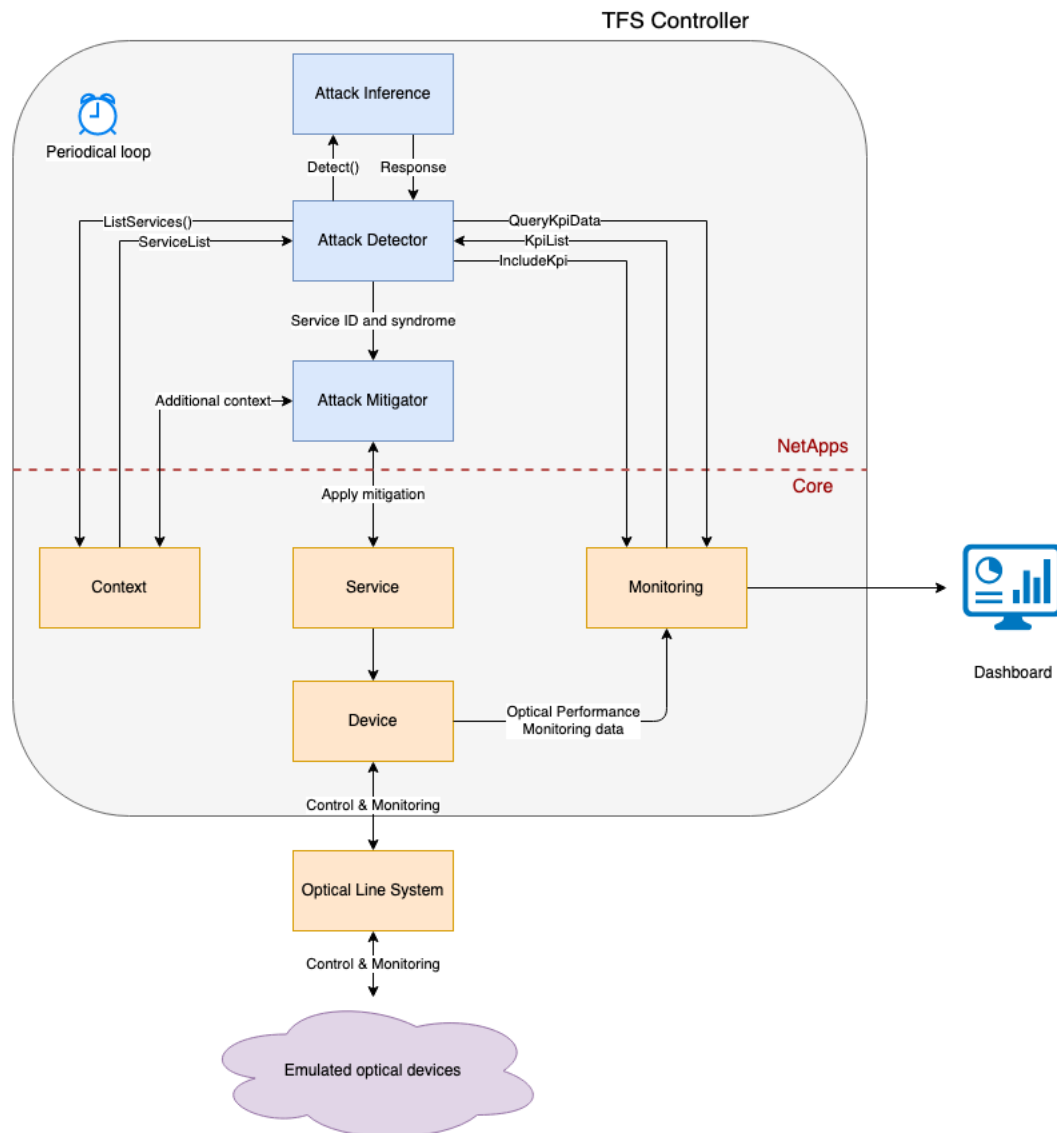 TFS Controller
Attack Inference
Periodical loop
Detect()
Response
ListServices()
ServiceList
Attack Detector
QueryKpiData
KpiList
IncludeKpi
Service ID and syndrome
Additional context
Attack Mitigator
NetApps
Core
Apply mitigation
Context
Service
Monitoring
Dashboard
Device
Optical Performance
Monitoring data
Control & Monitoring
Optical Line System
Control & Monitoring
Emulated optical devices